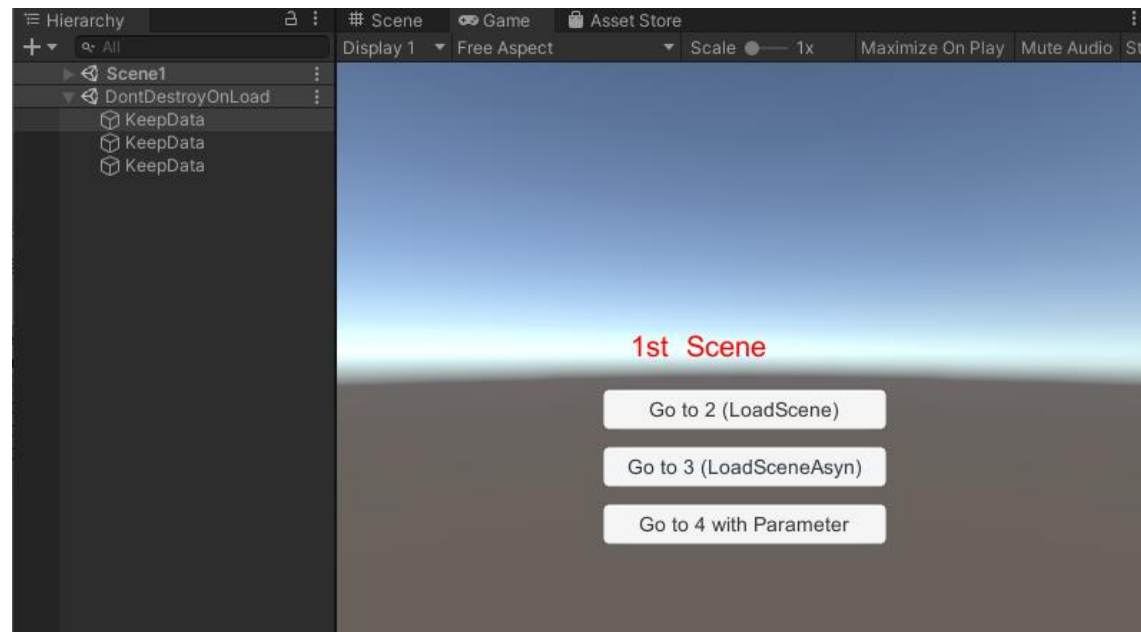 Hierarchy
All
Scene1
DontDestroyOnLoad
KeepData
KeepData
KeepData
Scene Game Asset Store
Display 1 Free Aspect Scale 1x Maximize On Play Mute Audio St
1st Scene
Go to 2 (LoadScene)
Go to 3 (LoadSceneAsyn)
Go to 4 with Parameter